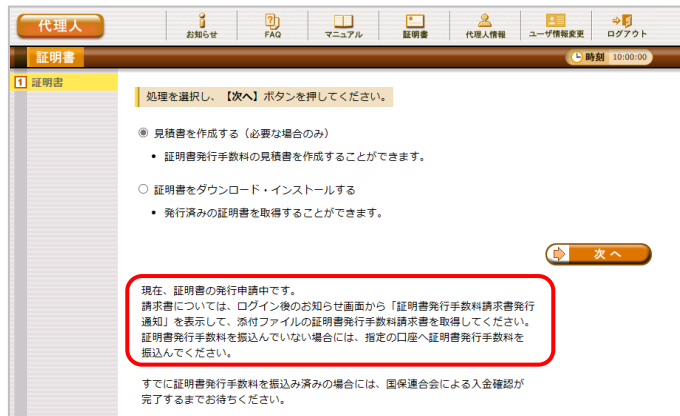 代理人
お知らせ
FAQ
マニュアル
証明書
代理人情報
ユーザ情報変更
ログアウト
証明書
時刻 10:00:00
1 証明書
処理を選択し、【次へ】ボタンを押してください。
見積書を作成する（必要な場合のみ）
• 証明書発行手数料の見積書を作成することができます。
証明書をダウンロード・インストールする
• 発行済みの証明書を取得することができます。
次 へ
現在、証明書の発行申請中です。
請求書については、ログイン後のお知らせ画面から「証明書発行手数料請求書発行
通知」を表示して、添付ファイルの証明書発行手数料請求書を取得してください。
証明書発行手数料を振込んでいない場合には、指定の口座へ証明書発行手数料を
振込んでください。
すでに証明書発行手数料を振込み済みの場合には、国保連合会による入金確認が
完了するまでお待ちください。